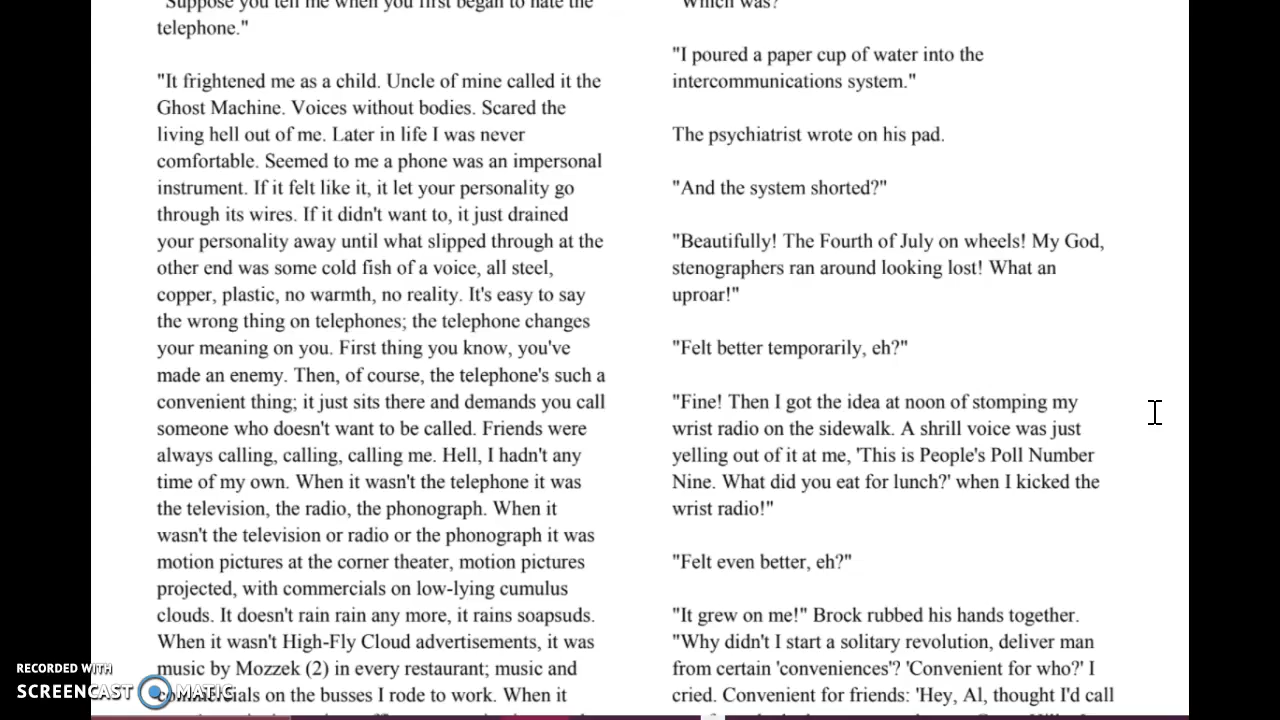 "Suppose you tell me when you first began to hate the
telephone."
"It frightened me as a child. Uncle of mine called it the
Ghost Machine. Voices without bodies. Scared the
living hell out of me. Later in life I was never
comfortable. Seemed to me a phone was an impersonal
instrument. If it felt like it, it let your personality go
through its wires. If it didn't want to, it just drained
your personality away until what slipped through at the
other end was some cold fish of a voice, all steel,
copper, plastic, no warmth, no reality. It's easy to say
the wrong thing on telephones; the telephone changes
your meaning on you. First thing you know, you've
made an enemy. Then, of course, the telephone's such a
convenient thing; it just sits there and demands you call
someone who doesn't want to be called. Friends were
always calling, calling, calling me. Hell, I hadn't any
time of my own. When it wasn't the telephone it was
the television, the radio, the phonograph. When it
wasn't the television or radio or the phonograph it was
motion pictures at the corner theater, motion pictures
projected, with commercials on low-lying cumulus
clouds. It doesn't rain rain any more, it rains soapsuds.
When it wasn't High-Fly Cloud advertisements, it was
music by Mozzek (2) in every restaurant; music and
commercials on the busses I rode to work. When it
"Which was?"
"I poured a paper cup of water into the
intercommunications system."
The psychiatrist wrote on his pad.
"And the system shorted?"
"Beautifully! The Fourth of July on wheels! My God,
stenographers ran around looking lost! What an
uproar!"
"Felt better temporarily, eh?"
"Fine! Then I got the idea at noon of stomping my
wrist radio on the sidewalk. A shrill voice was just
yelling out of it at me, 'This is People's Poll Number
Nine. What did you eat for lunch?' when I kicked the
wrist radio!"
"Felt even better, eh?"
"It grew on me!" Brock rubbed his hands together.
"Why didn't I start a solitary revolution, deliver man
from certain 'conveniences'? 'Convenient for who?' I
cried. Convenient for friends: 'Hey, Al, thought I'd call
RECORDED WITH
SCREENCAST MATIC